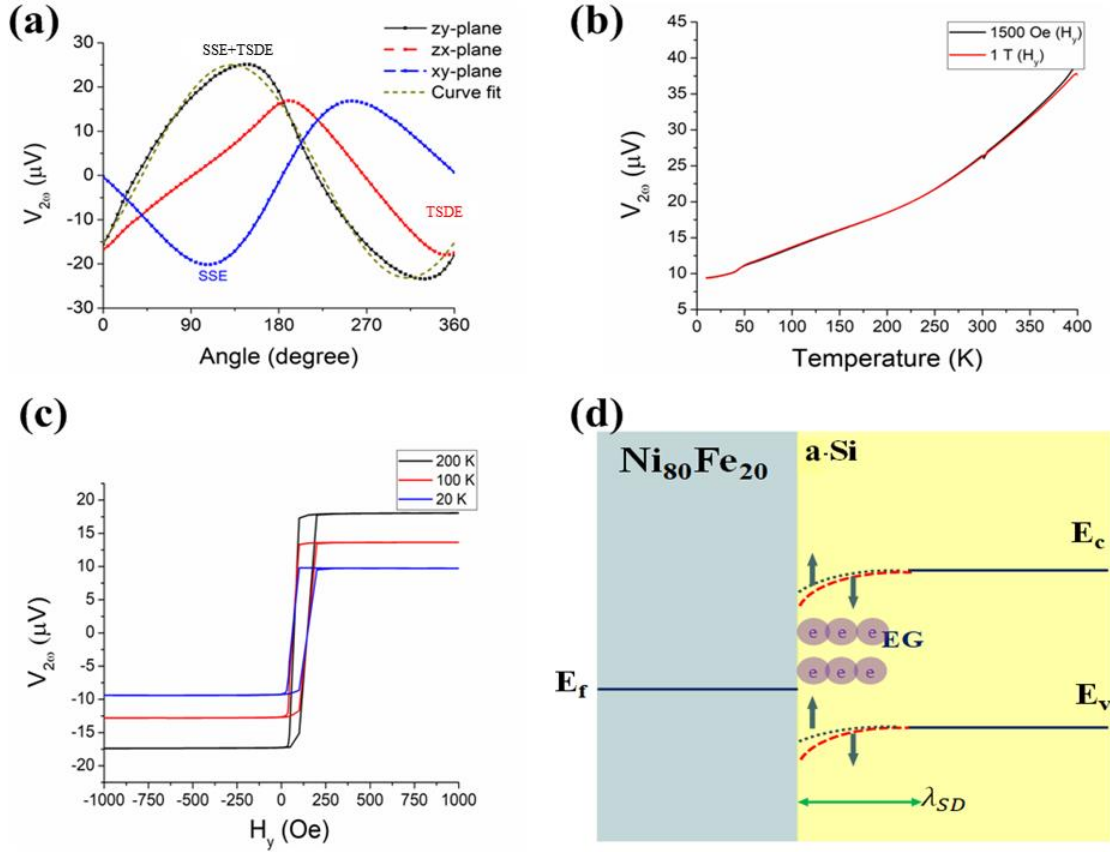 (a)
30
25
20
10
0
-10
-20
-30
V2ω (μV)
0 90 180 270 360
Angle (degree)
SSE+TSDE
TSDE
SSE
zy-plane
zx-plane
xy-plane
Curve fit
(b)
45
40
35
30
25
20
15
10
5
V2ω (μV)
0 50 100 150 200 250 300 350 400
Temperature (K)
1500 Oe (Hy)
1 T (Hy)
(c)
20
15
10
5
0
-5
-10
-15
-20
V2ω (μV)
-1000 -750 -500 -250 0 250 500 750 1000
Hy (Oe)
200 K
100 K
20 K
(d)
Ni80Fe20
a-Si
Ec
e e e EG
e e e
Ef
Ev
λSD